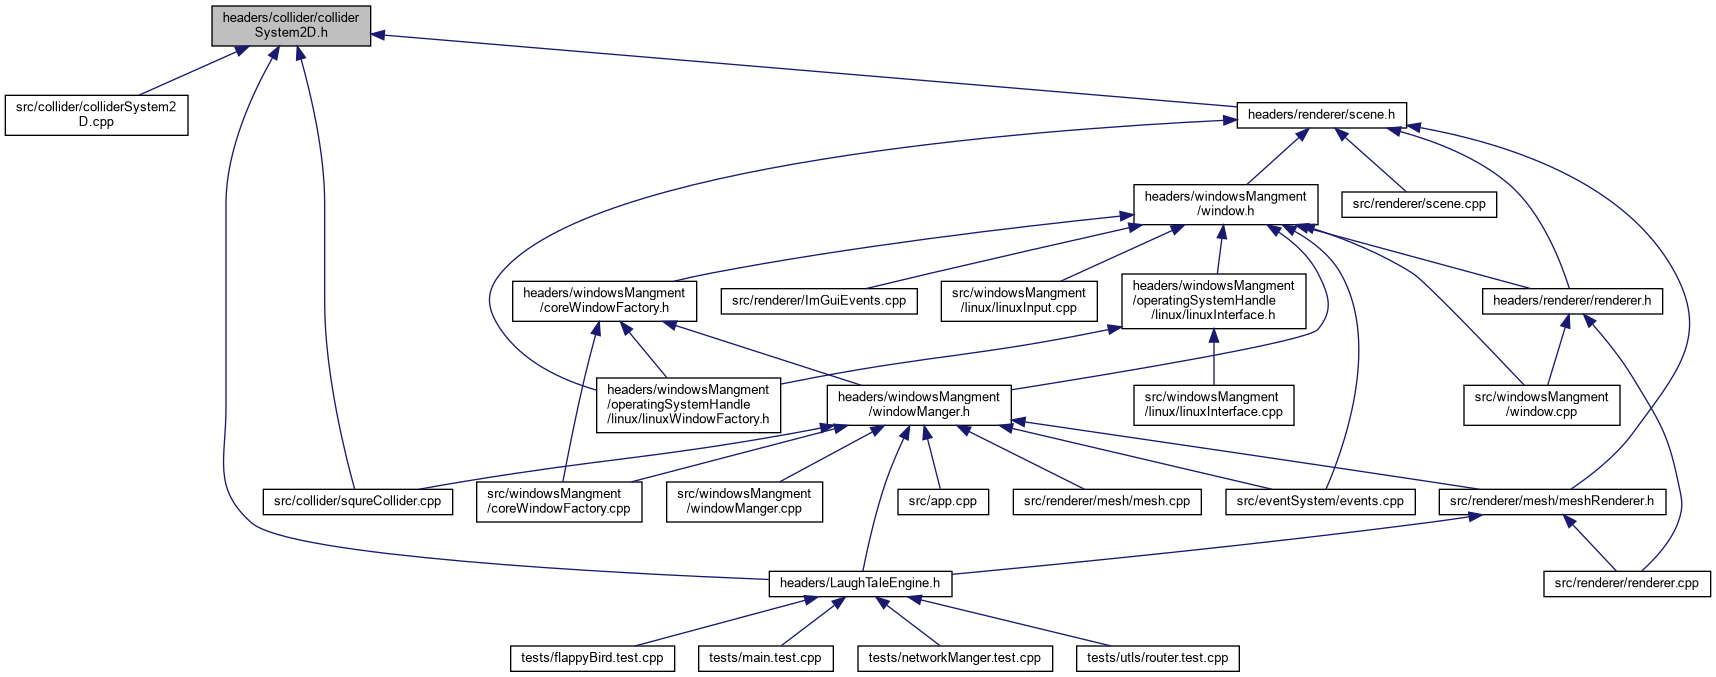 headers/collider/collider
System2D.h
src/collider/colliderSystem2
D.cpp
headers/renderer/scene.h
headers/windowsMangment
/window.h
src/renderer/scene.cpp
headers/windowsMangment
/coreWindowFactory.h
src/renderer/ImGuiEvents.cpp
src/windowsMangment
/linux/linuxInput.cpp
headers/windowsMangment
/operatingSystemHandle
/linux/linuxInterface.h
headers/renderer/renderer.h
headers/windowsMangment
/operatingSystemHandle
/linux/linuxWindowFactory.h
headers/windowsMangment
/windowManger.h
src/windowsMangment
/linux/linuxInterface.cpp
src/windowsMangment
/window.cpp
src/collider/squreCollider.cpp
src/windowsMangment
/coreWindowFactory.cpp
src/windowsMangment
/windowManger.cpp
src/app.cpp
src/renderer/mesh/mesh.cpp
src/eventSystem/events.cpp
src/renderer/mesh/meshRenderer.h
headers/LaughTaleEngine.h
src/renderer/renderer.cpp
tests/flappyBird.test.cpp
tests/main.test.cpp
tests/networkManger.test.cpp
tests/utls/router.test.cpp